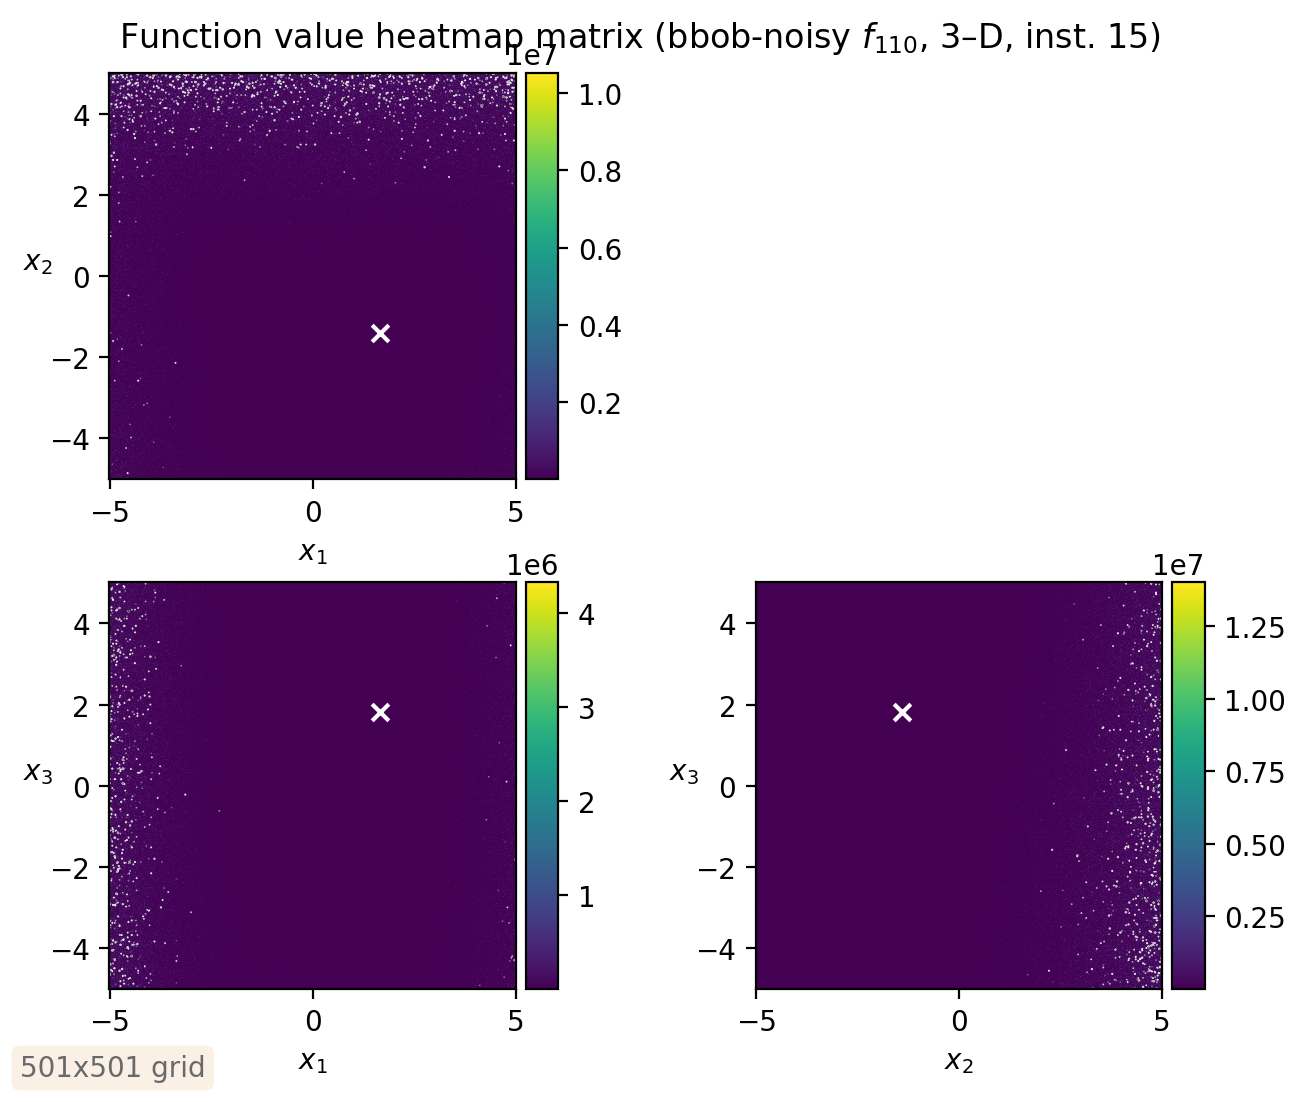 Function value heatmap matrix (bbob-noisy f₁₁₀, 3–D, inst. 15)
1e7
1.0
0.8
0.6
0.4
0.2
4
2
0
−2
−4
x₂
−5 0 5
x₁
1e6
4
3
2
1
4
2
0
−2
−4
x₃
−5 0 5
x₁
1e7
1.25
1.00
0.75
0.50
0.25
4
2
0
−2
−4
x₃
−5 0 5
x₂
501x501 grid